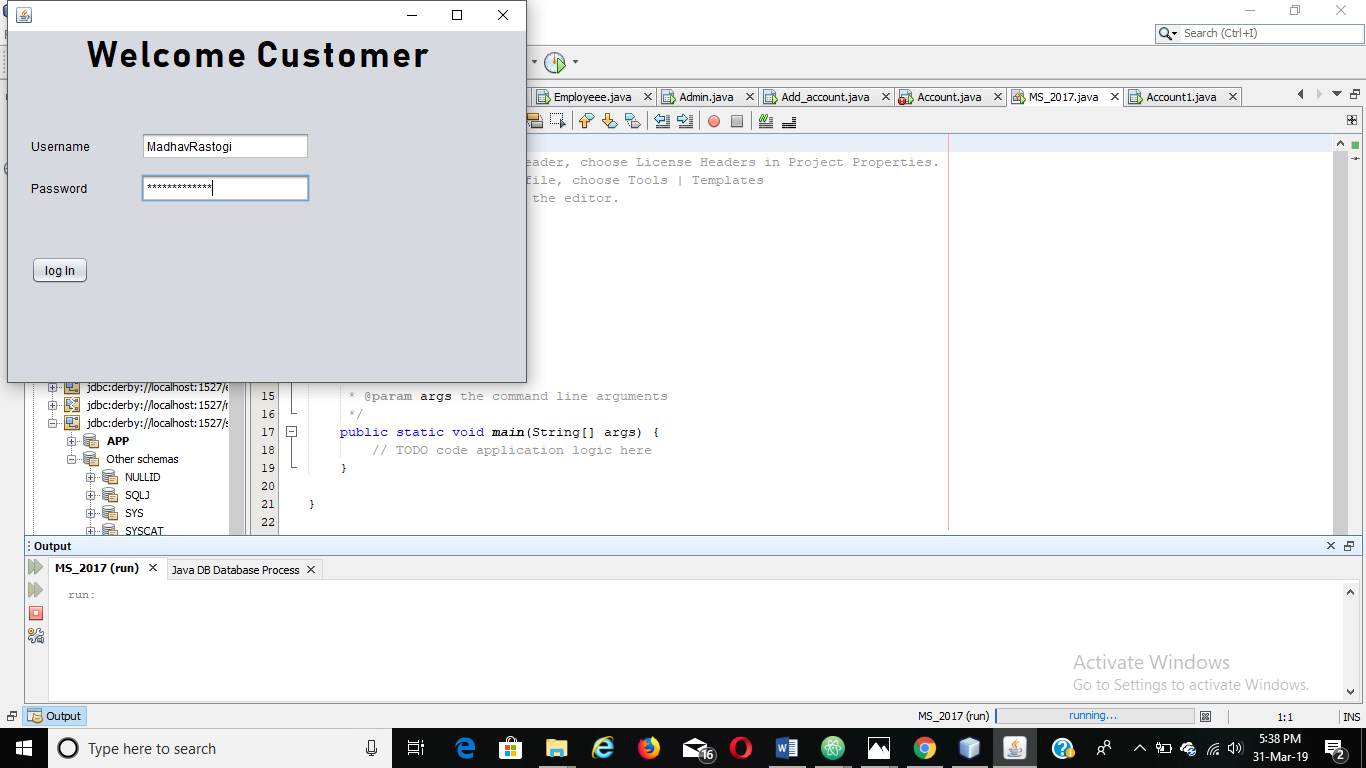 Welcome Customer
Username
MadhavRastogi
Password
*************
log In
Search (Ctrl+I)
Employeee.java
Admin.java
Add_account.java
Account.java
MS_2017.java
Account1.java
eader, choose License Headers in Project Properties.
file, choose Tools | Templates
the editor.
jdbc:derby://localhost:1527/e
jdbc:derby://localhost:1527/r
jdbc:derby://localhost:1527/s
APP
Other schemas
NULLID
SQLJ
SYS
SYSCAT
15 * @param args the command line arguments
16 */
17 public static void main(String[] args) {
18 // TODO code application logic here
19 }
20
21 }
22
Output
MS_2017 (run)
Java DB Database Process
run:
Activate Windows
Go to Settings to activate Windows.
Output
MS_2017 (run)
running...
1:1
INS
Type here to search
16
5:38 PM
31-Mar-19
2